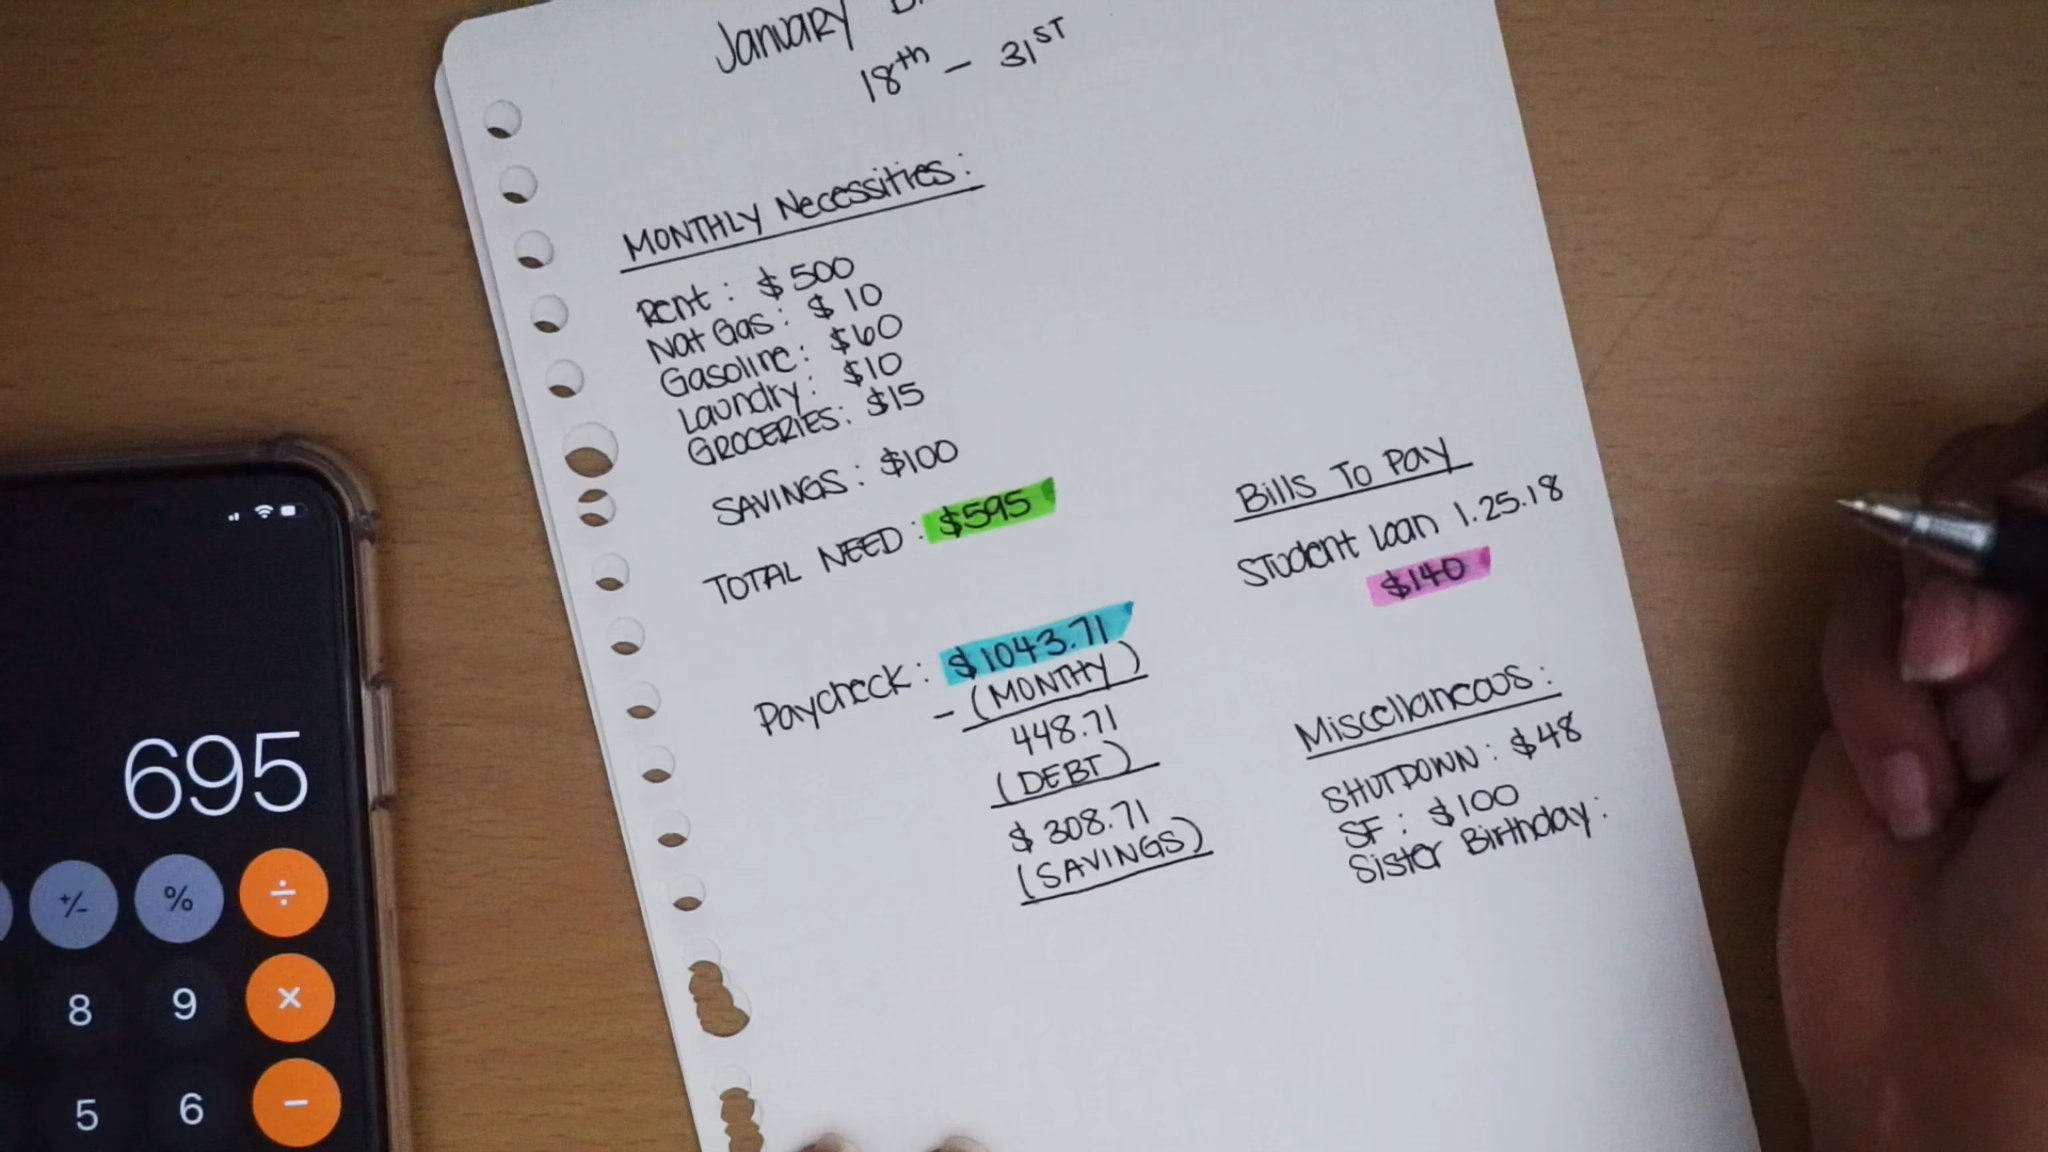 January
18th - 31ST
MONTHLY Necessities:
Rent: $500
Nat Gas: $10
Gasoline: $60
Laundry: $10
GROCERIES: $15
SAVINGS: $100
TOTAL NEED: $595
Paycheck: $1043.71
- (MONTHY)
448.71
(DEBT)
$308.71
(SAVINGS)
Bills To Pay
Student Loan 1.25.18
$140
Miscellaneous:
SHUTDOWN: $48
SF: $100
Sister Birthday:
695
+/- % ÷
8 9 ×
5 6 −